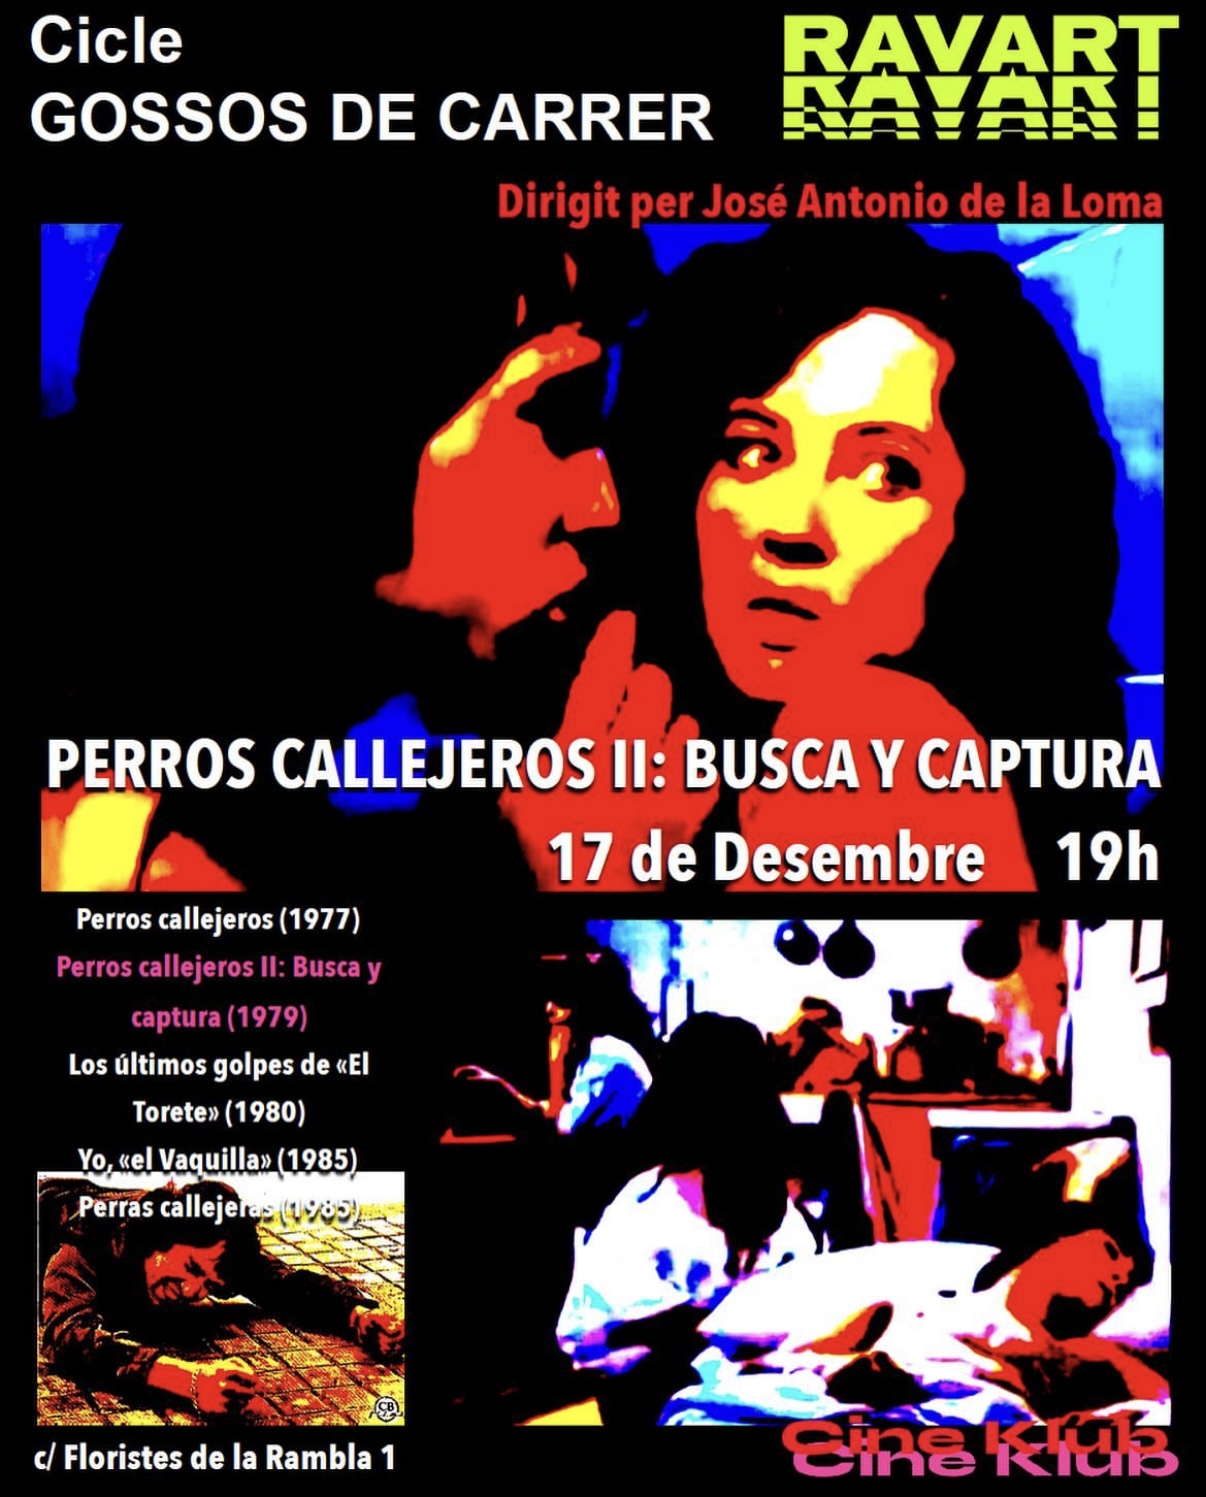 Cicle
GOSSOS DE CARRER
RAVART
RAVART
RAVART
Dirigit per José Antonio de la Loma
PERROS CALLEJEROS II: BUSCA Y CAPTURA
17 de Desembre 19h
Perros callejeros (1977)
Perros callejeros II: Busca y
captura (1979)
Los últimos golpes de «El
Torete» (1980)
Yo, «el Vaquilla» (1985)
Perras callejeras (1985)
CB
c/ Floristes de la Rambla 1
Cine Klub
Cine Klub